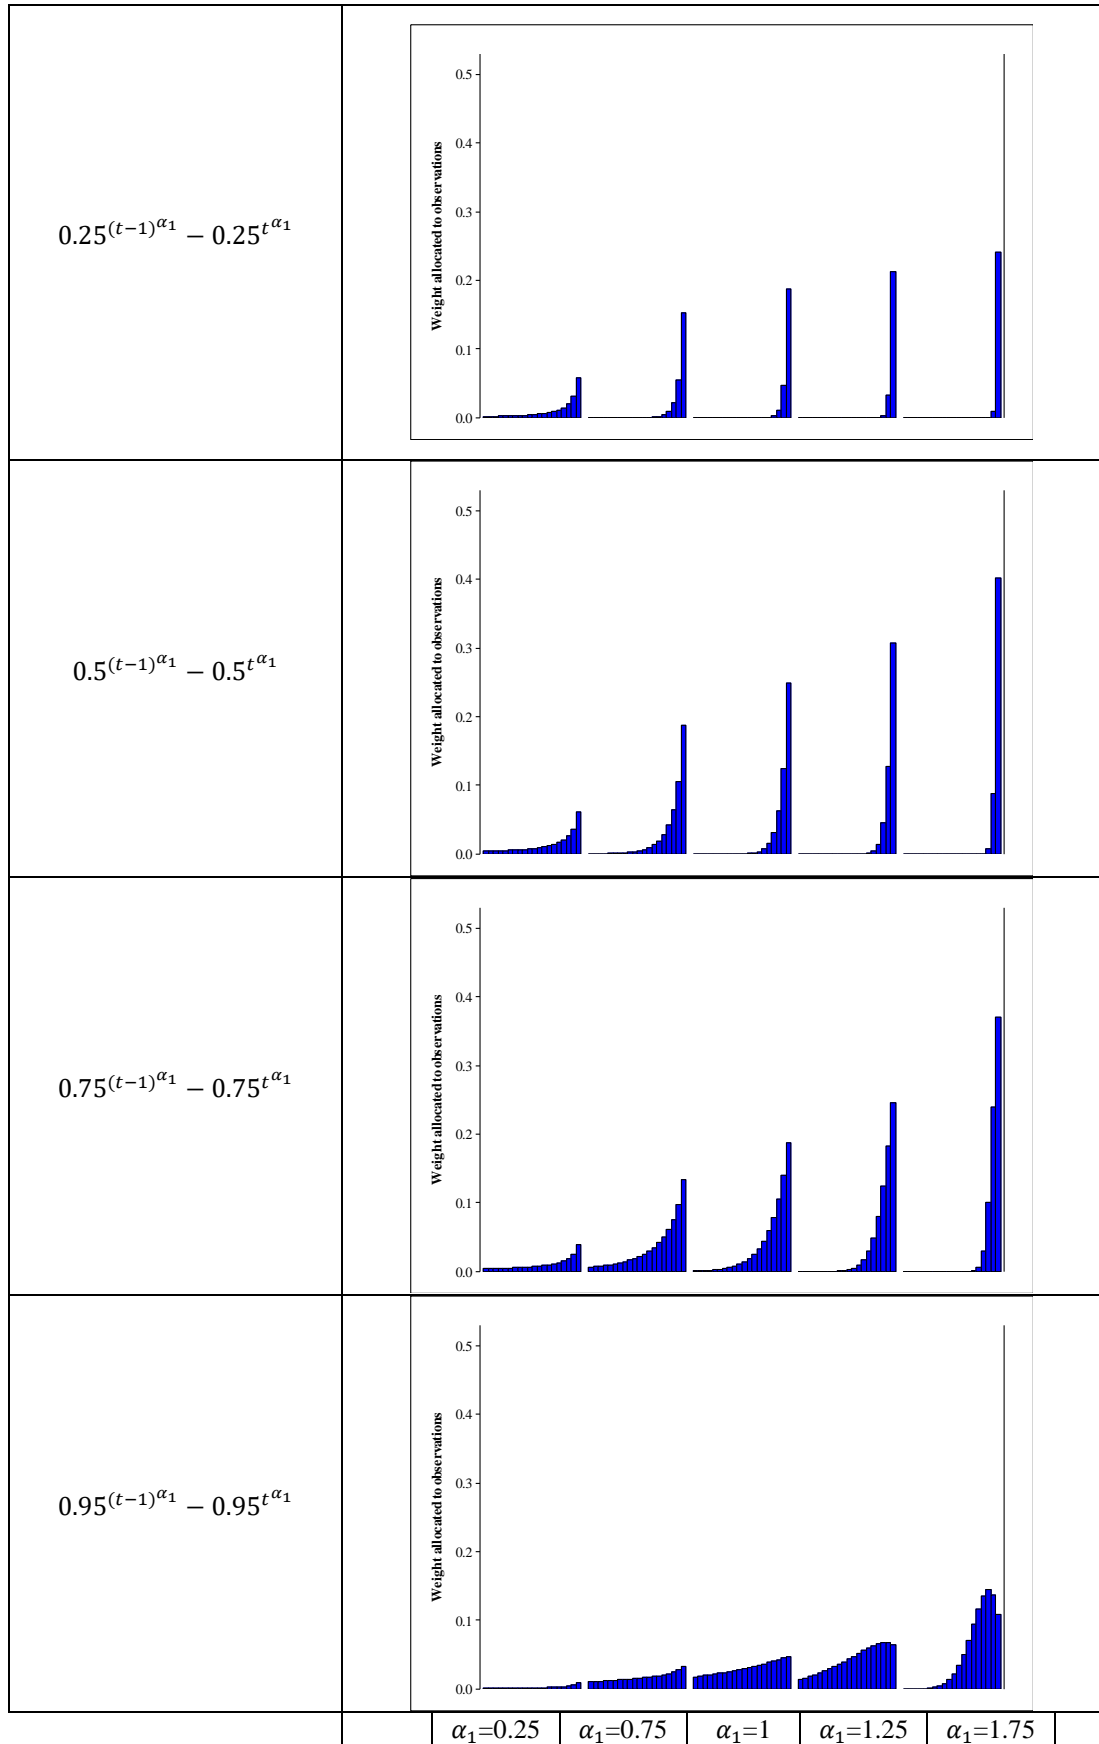 0.25^{(t−1)^{α₁}} − 0.25^{t^{α₁}}
Weight allocated to observations
0.5
0.4
0.3
0.2
0.1
0.0
0.5^{(t−1)^{α₁}} − 0.5^{t^{α₁}}
Weight allocated to observations
0.5
0.4
0.3
0.2
0.1
0.0
0.75^{(t−1)^{α₁}} − 0.75^{t^{α₁}}
Weight allocated to observations
0.5
0.4
0.3
0.2
0.1
0.0
0.95^{(t−1)^{α₁}} − 0.95^{t^{α₁}}
Weight allocated to observations
0.5
0.4
0.3
0.2
0.1
0.0
α₁=0.25 α₁=0.75 α₁=1 α₁=1.25 α₁=1.75